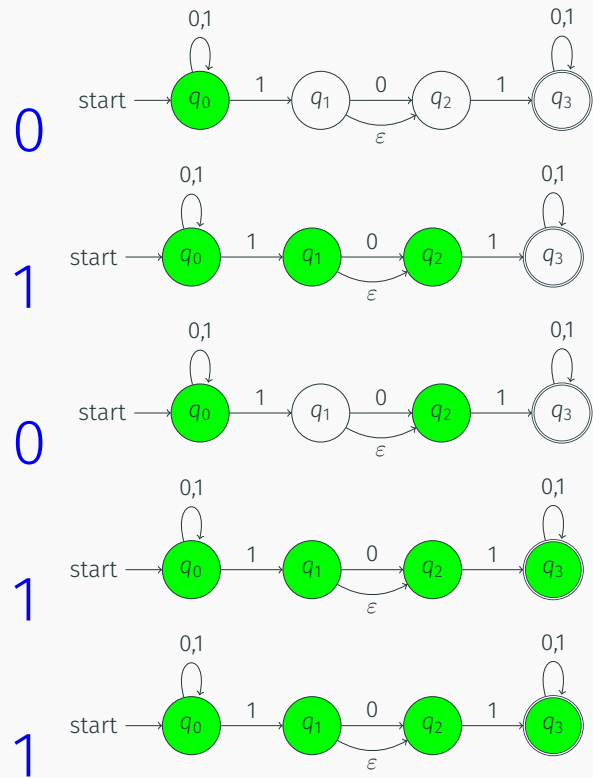 0,1 0,1
start q₀ 1 q₁ 0 q₂ 1 q₃
ε
0
0,1 0,1
start q₀ 1 q₁ 0 q₂ 1 q₃
ε
1
0,1 0,1
start q₀ 1 q₁ 0 q₂ 1 q₃
ε
0
0,1 0,1
start q₀ 1 q₁ 0 q₂ 1 q₃
ε
1
0,1 0,1
start q₀ 1 q₁ 0 q₂ 1 q₃
ε
1